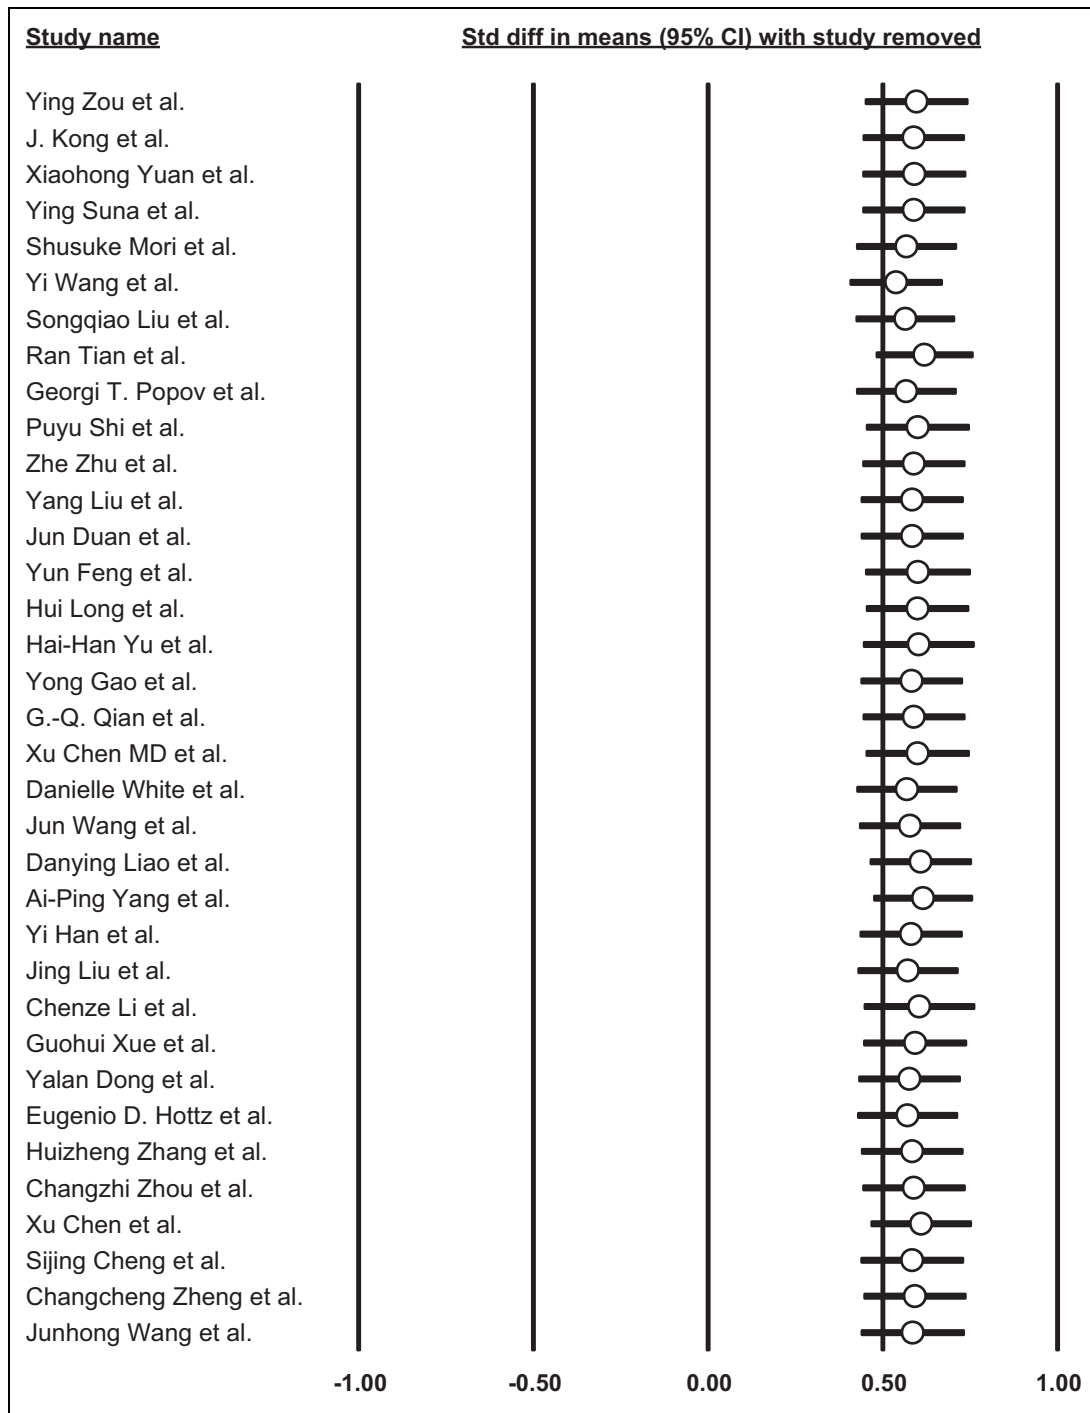 Study name Std diff in means (95% CI) with study removed
Ying Zou et al.
J. Kong et al.
Xiaohong Yuan et al.
Ying Suna et al.
Shusuke Mori et al.
Yi Wang et al.
Songqiao Liu et al.
Ran Tian et al.
Georgi T. Popov et al.
Puyu Shi et al.
Zhe Zhu et al.
Yang Liu et al.
Jun Duan et al.
Yun Feng et al.
Hui Long et al.
Hai-Han Yu et al.
Yong Gao et al.
G.-Q. Qian et al.
Xu Chen MD et al.
Danielle White et al.
Jun Wang et al.
Danying Liao et al.
Ai-Ping Yang et al.
Yi Han et al.
Jing Liu et al.
Chenze Li et al.
Guohui Xue et al.
Yalan Dong et al.
Eugenio D. Hottz et al.
Huizheng Zhang et al.
Changzhi Zhou et al.
Xu Chen et al.
Sijing Cheng et al.
Changcheng Zheng et al.
Junhong Wang et al.
-1.00 -0.50 0.00 0.50 1.00